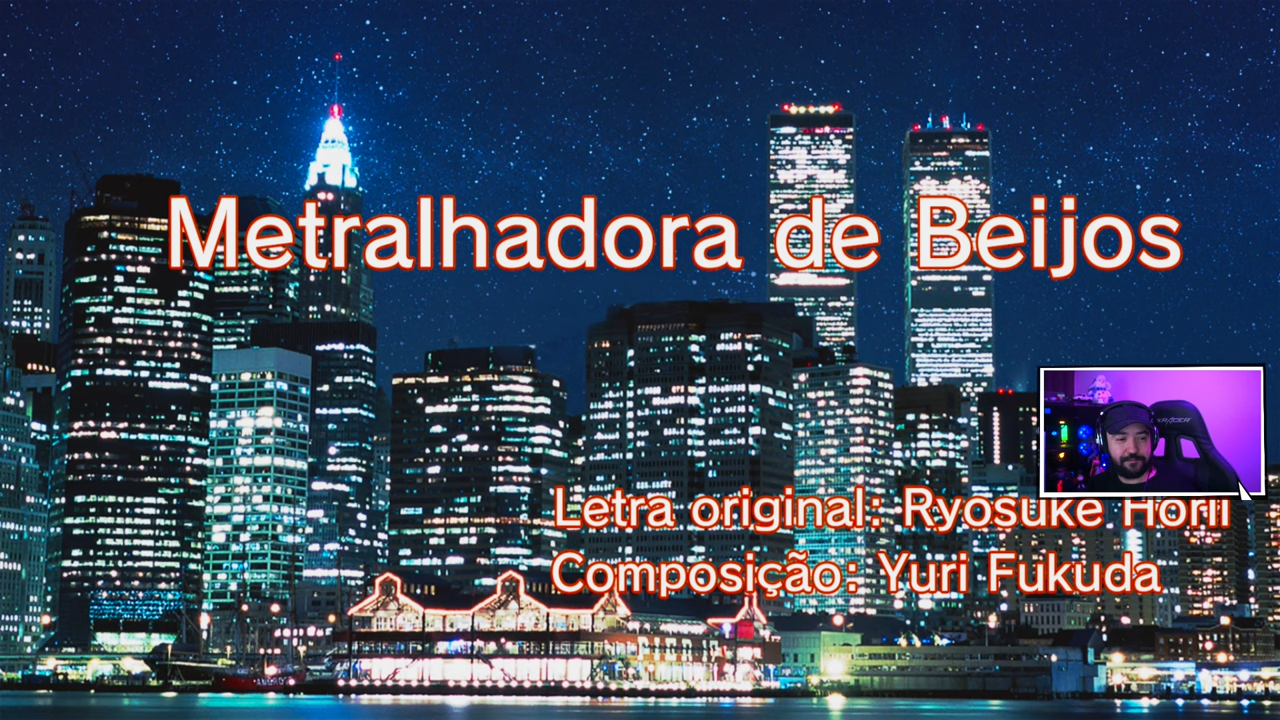 Metralhadora de Beijos
Letra original: Ryosuke Horii
Composição: Yuri Fukuda